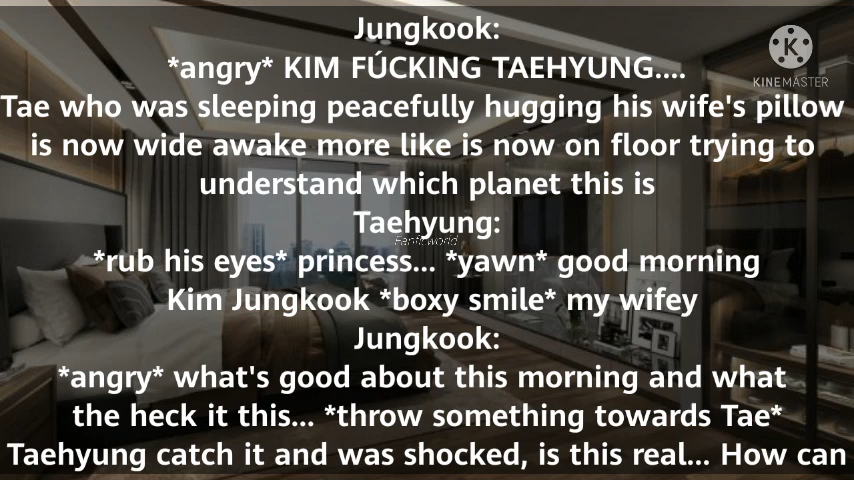 Jungkook:
*angry* KIM FÚCKING TAEHYUNG....
Tae who was sleeping peacefully hugging his wife's pillow
is now wide awake more like is now on floor trying to
understand which planet this is
Taehyung:
Fanficworld
*rub his eyes* princess... *yawn* good morning
Kim Jungkook *boxy smile* my wifey
Jungkook:
*angry* what's good about this morning and what
the heck it this... *throw something towards Tae*
Taehyung catch it and was shocked, is this real... How can
K
KINEMASTER